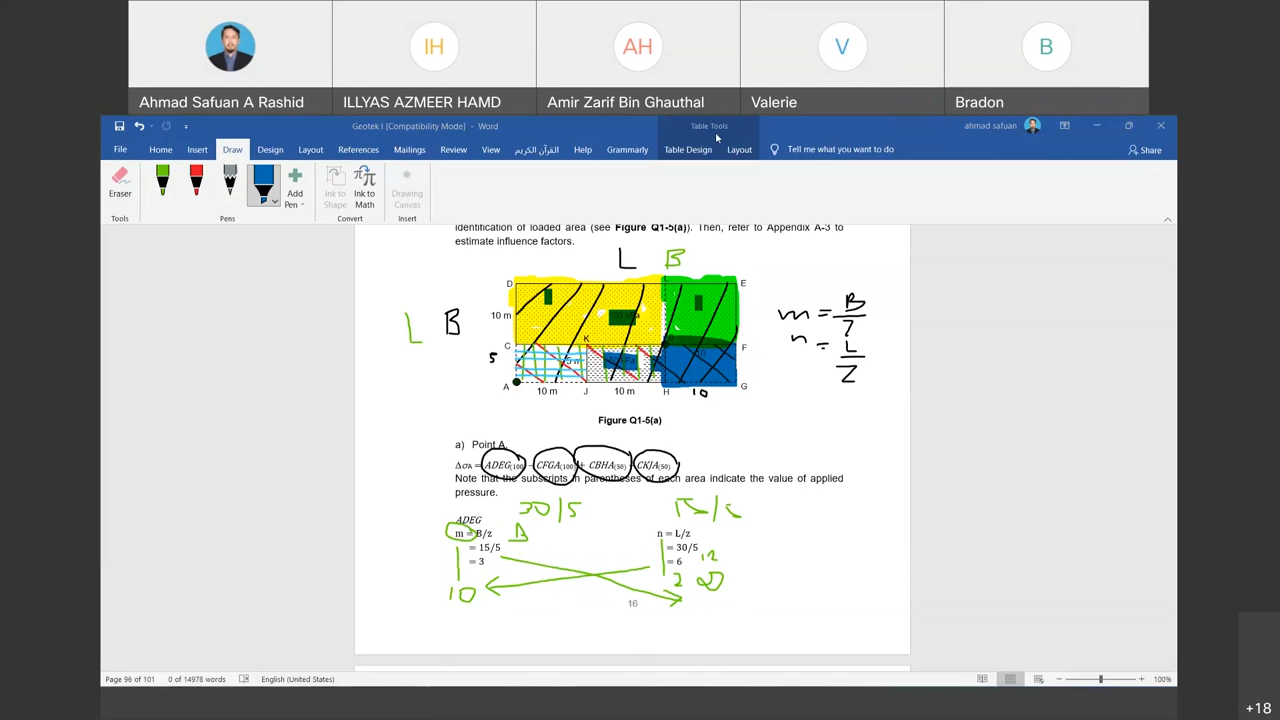 IH
AH
V
B
Ahmad Safuan A Rashid
ILLYAS AZMEER HAMD
Amir Zarif Bin Ghauthal
Valerie
Bradon
Geotek I [Compatibility Mode] - Word
Table Tools
ahmad safuan
File Home Insert Draw Design Layout References Mailings Review View القرآن الكريم Help Grammarly Table Design Layout Tell me what you want to do Share
Eraser
Add Pen
Ink to Shape
Ink to Math
Drawing Canvas
Tools Pens Convert Insert
identification of loaded area (see Figure Q1-5(a)). Then, refer to Appendix A-3 to
estimate influence factors.
L B
D E
L B 10 m
m = B
n = L/Z
C K F
5
A J H G
10 m 10 m 10
Figure Q1-5(a)
a) Point A,
ΔσA = ADEG(100) - CFGA(100) + CBHA(50) CKJA(50)
Note that the subscripts in parentheses of each area indicate the value of applied
pressure.
30/5
ADEG
m = B/z n = L/z
= 15/5 = 30/5
= 3 = 6
10
16
Page 96 of 101 0 of 14978 words English (United States) 100%
+18